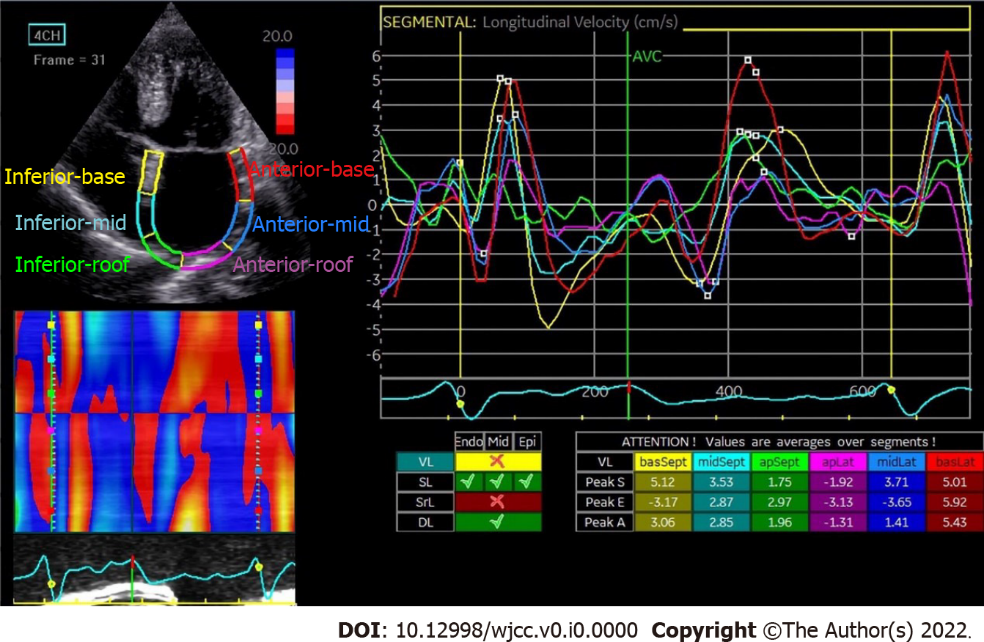 SEGMENTAL: Longitudinal Velocity (cm/s)
4CH
Frame = 31
20.0
20.0
Inferior-base
Anterior-base
Inferior-mid
Anterior-mid
Inferior-roof
Anterior-roof
AVC
6
5
4
3
2
1
0
-1
-2
-3
-4
-5
-6
0 200 400 600
Endo Mid Epi
VL
SL
SrL
DL
ATTENTION ! Values are averages over segments !
VL basSept midSept apSept apLat midLat basLat
Peak S 5.12 3.53 1.75 -1.92 3.71 5.01
Peak E -3.17 2.87 2.97 -3.13 -3.65 5.92
Peak A 3.06 2.85 1.96 -1.31 1.41 5.43
DOI: 10.12998/wjcc.v0.i0.0000 Copyright ©The Author(s) 2022.